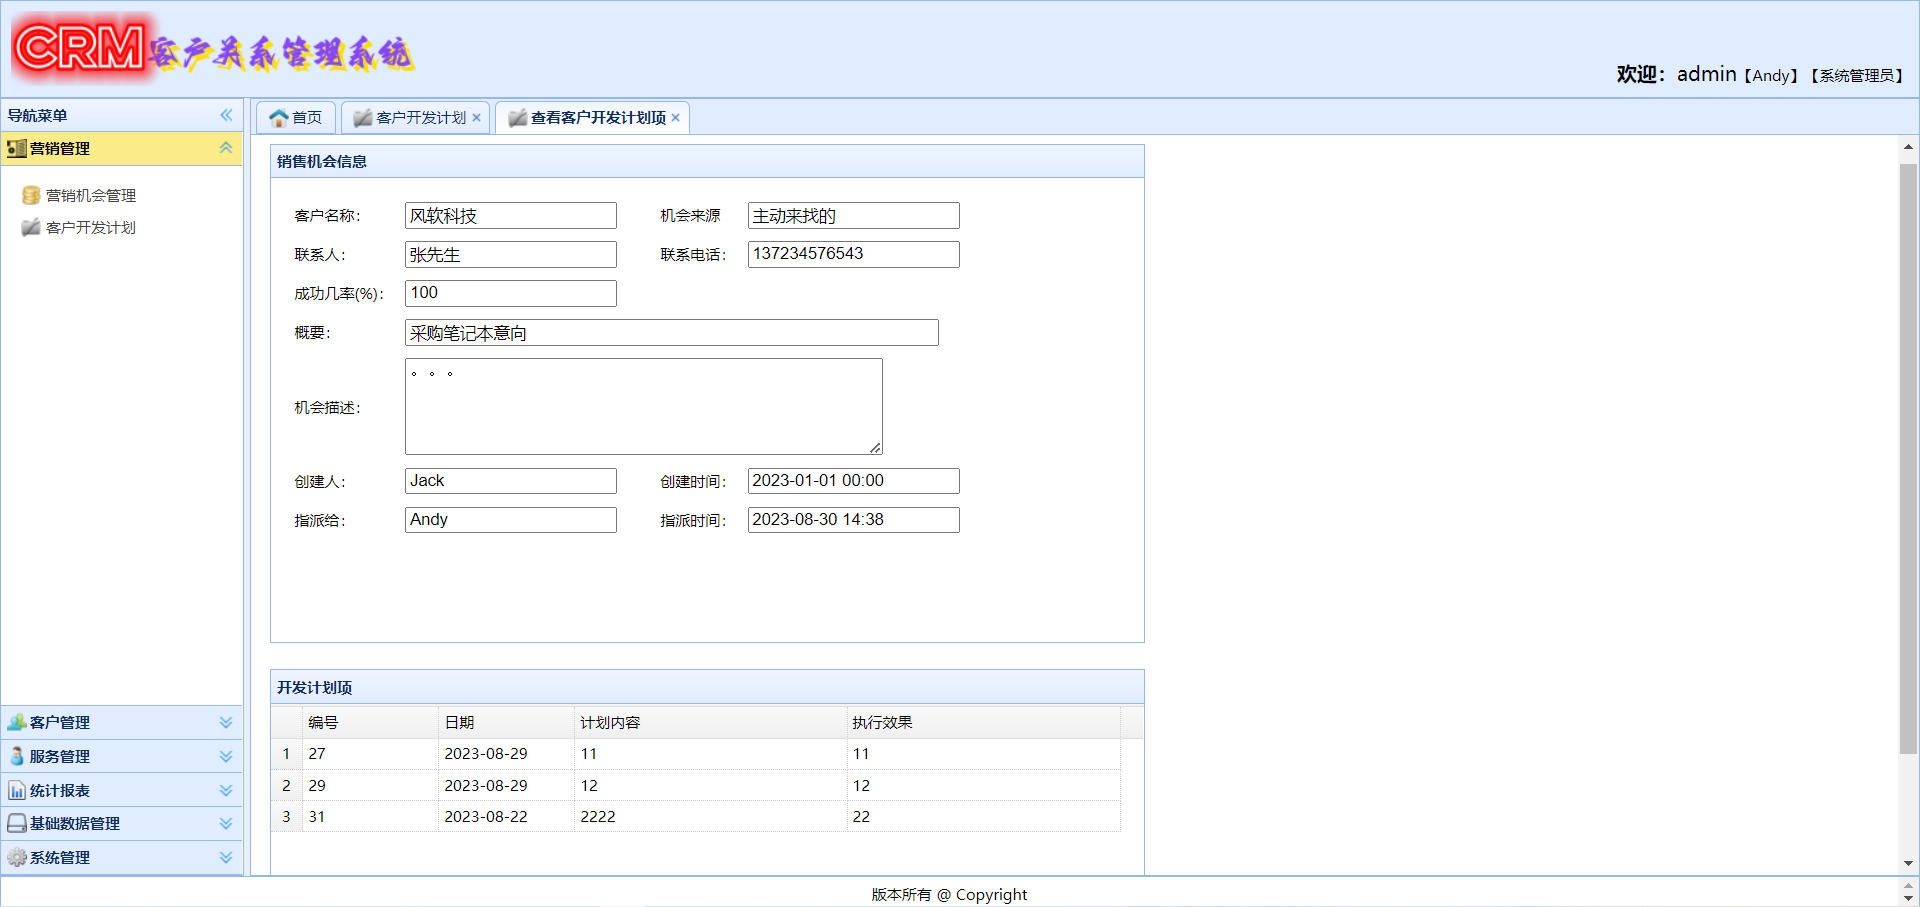 CRM客户关系管理系统
欢迎：admin【Andy】【系统管理员】
导航菜单
营销管理
营销机会管理
客户开发计划
客户管理
服务管理
统计报表
基础数据管理
系统管理
首页 客户开发计划 查看客户开发计划项
销售机会信息
客户名称： 风软科技 机会来源 主动来找的
联系人： 张先生 联系电话： 137234576543
成功几率(%)： 100
概要： 采购笔记本意向
机会描述： 。。。
创建人： Jack 创建时间： 2023-01-01 00:00
指派给： Andy 指派时间： 2023-08-30 14:38
开发计划项
编号 日期 计划内容 执行效果
1 27 2023-08-29 11 11
2 29 2023-08-29 12 12
3 31 2023-08-22 2222 22
版本所有 @ Copyright